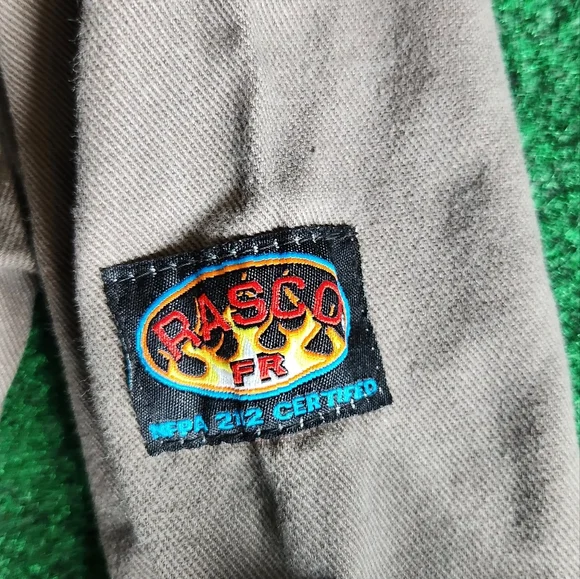 RASCO
FR
NFPA 2112 CERTIFIED